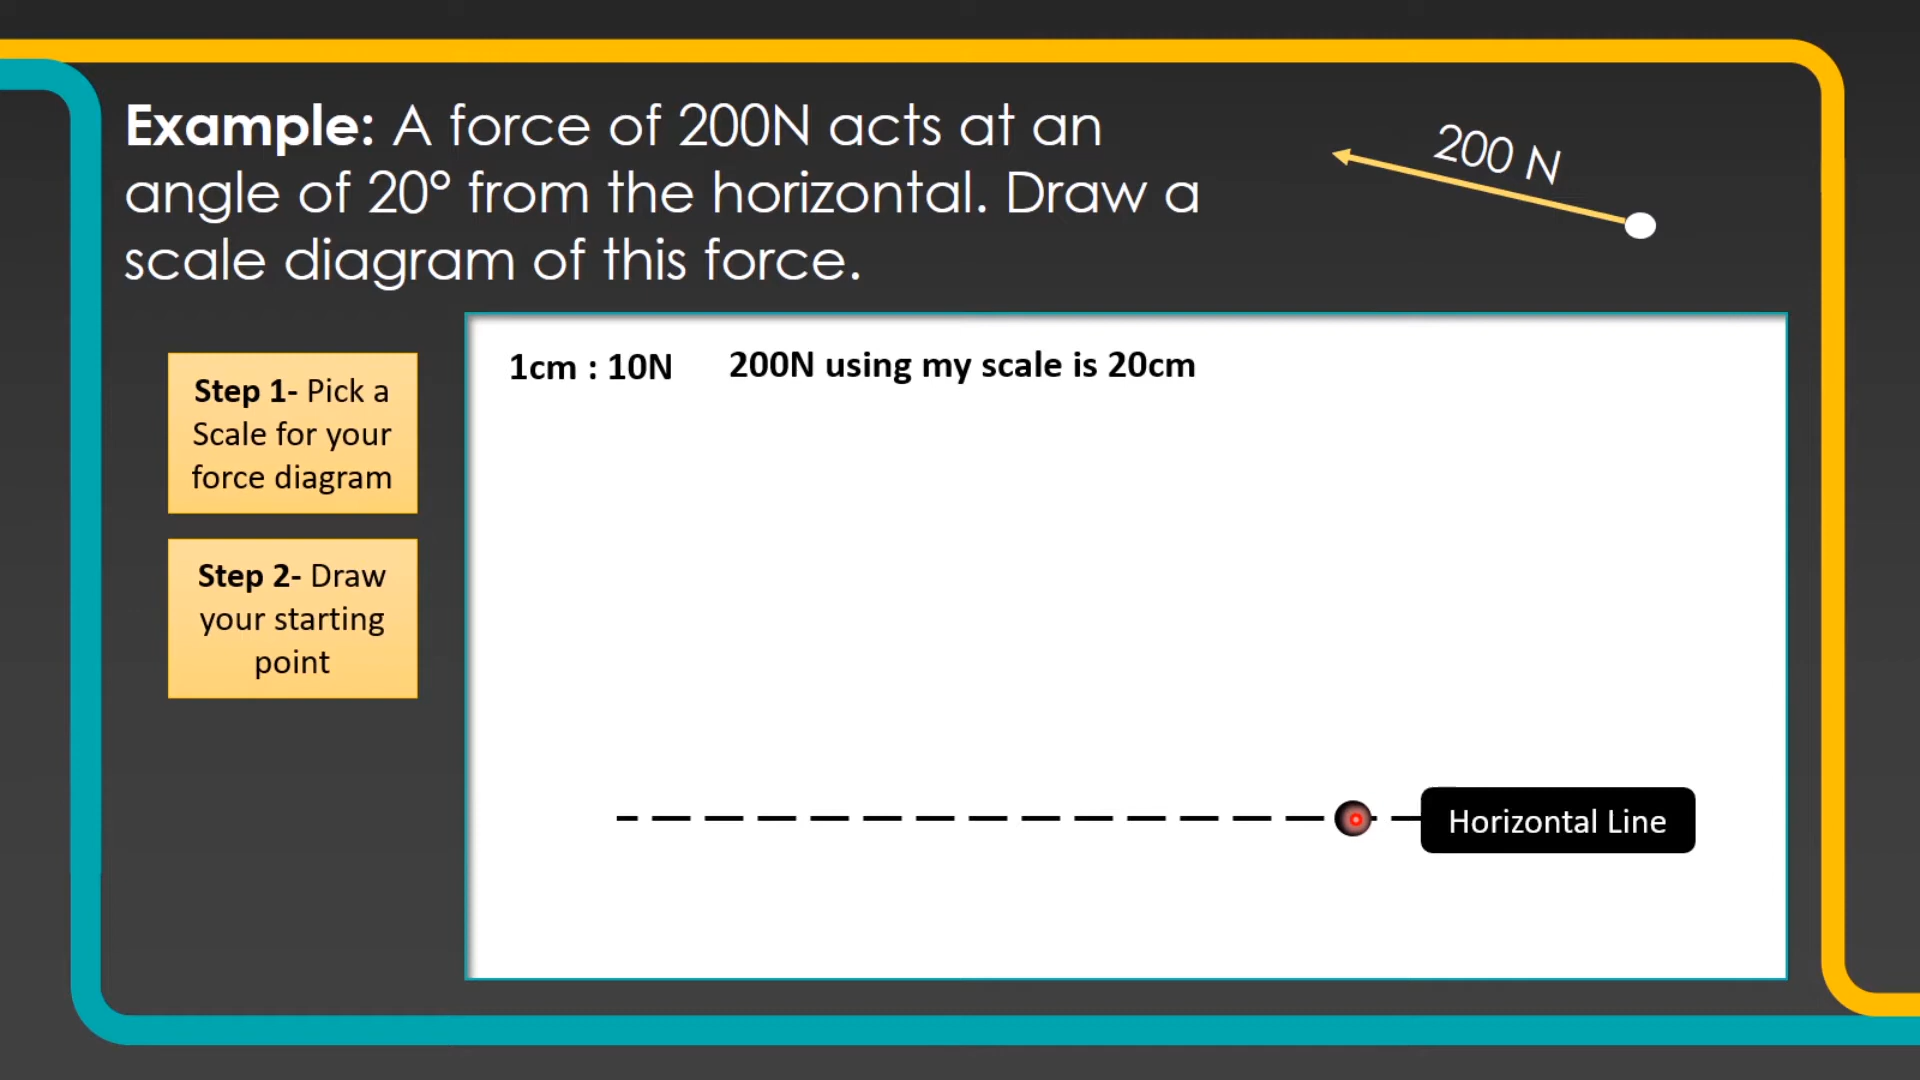 Example: A force of 200N acts at an
angle of 20° from the horizontal. Draw a
scale diagram of this force.
200 N
Step 1- Pick a
Scale for your
force diagram
1cm : 10N
200N using my scale is 20cm
Step 2- Draw
your starting
point
Horizontal Line